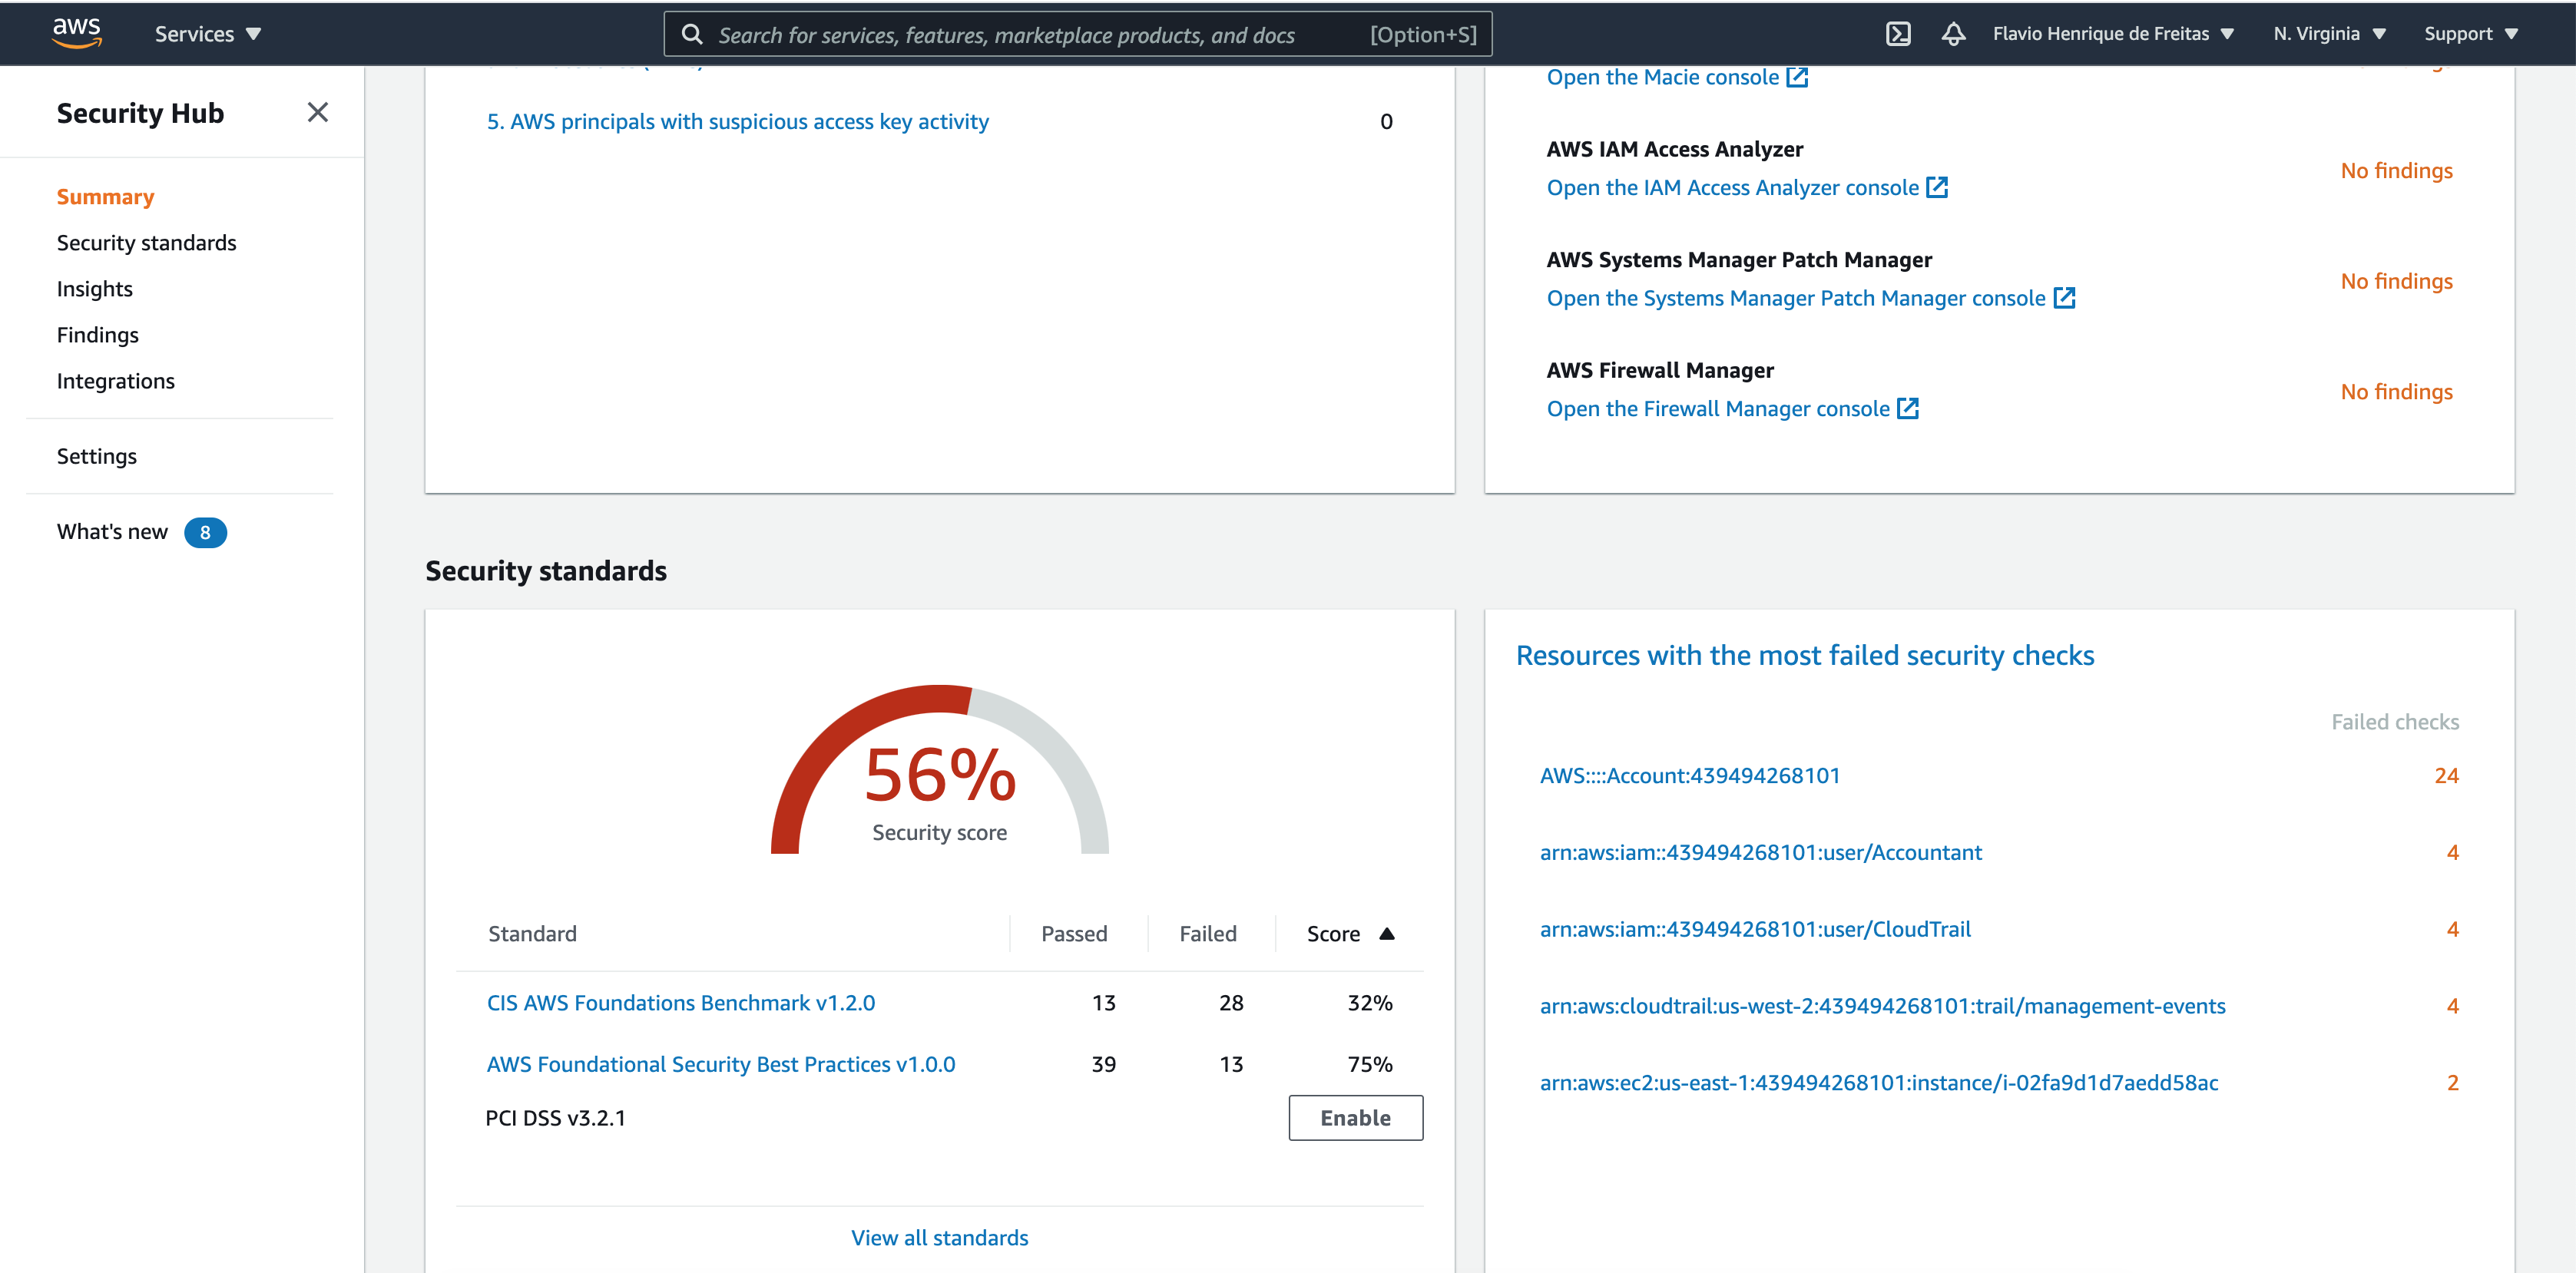 aws
Services
Search for services, features, marketplace products, and docs
[Option+S]
Flavio Henrique de Freitas
N. Virginia
Support
Security Hub
Summary
Security standards
Insights
Findings
Integrations
Settings
What's new 8
5. AWS principals with suspicious access key activity 0
Open the Macie console
AWS IAM Access Analyzer
Open the IAM Access Analyzer console
No findings
AWS Systems Manager Patch Manager
Open the Systems Manager Patch Manager console
No findings
AWS Firewall Manager
Open the Firewall Manager console
No findings
Security standards
56%
Security score
Standard Passed Failed Score
CIS AWS Foundations Benchmark v1.2.0 13 28 32%
AWS Foundational Security Best Practices v1.0.0 39 13 75%
PCI DSS v3.2.1 Enable
View all standards
Resources with the most failed security checks
Failed checks
AWS::::Account:439494268101 24
arn:aws:iam::439494268101:user/Accountant 4
arn:aws:iam::439494268101:user/CloudTrail 4
arn:aws:cloudtrail:us-west-2:439494268101:trail/management-events 4
arn:aws:ec2:us-east-1:439494268101:instance/i-02fa9d1d7aedd58ac 2